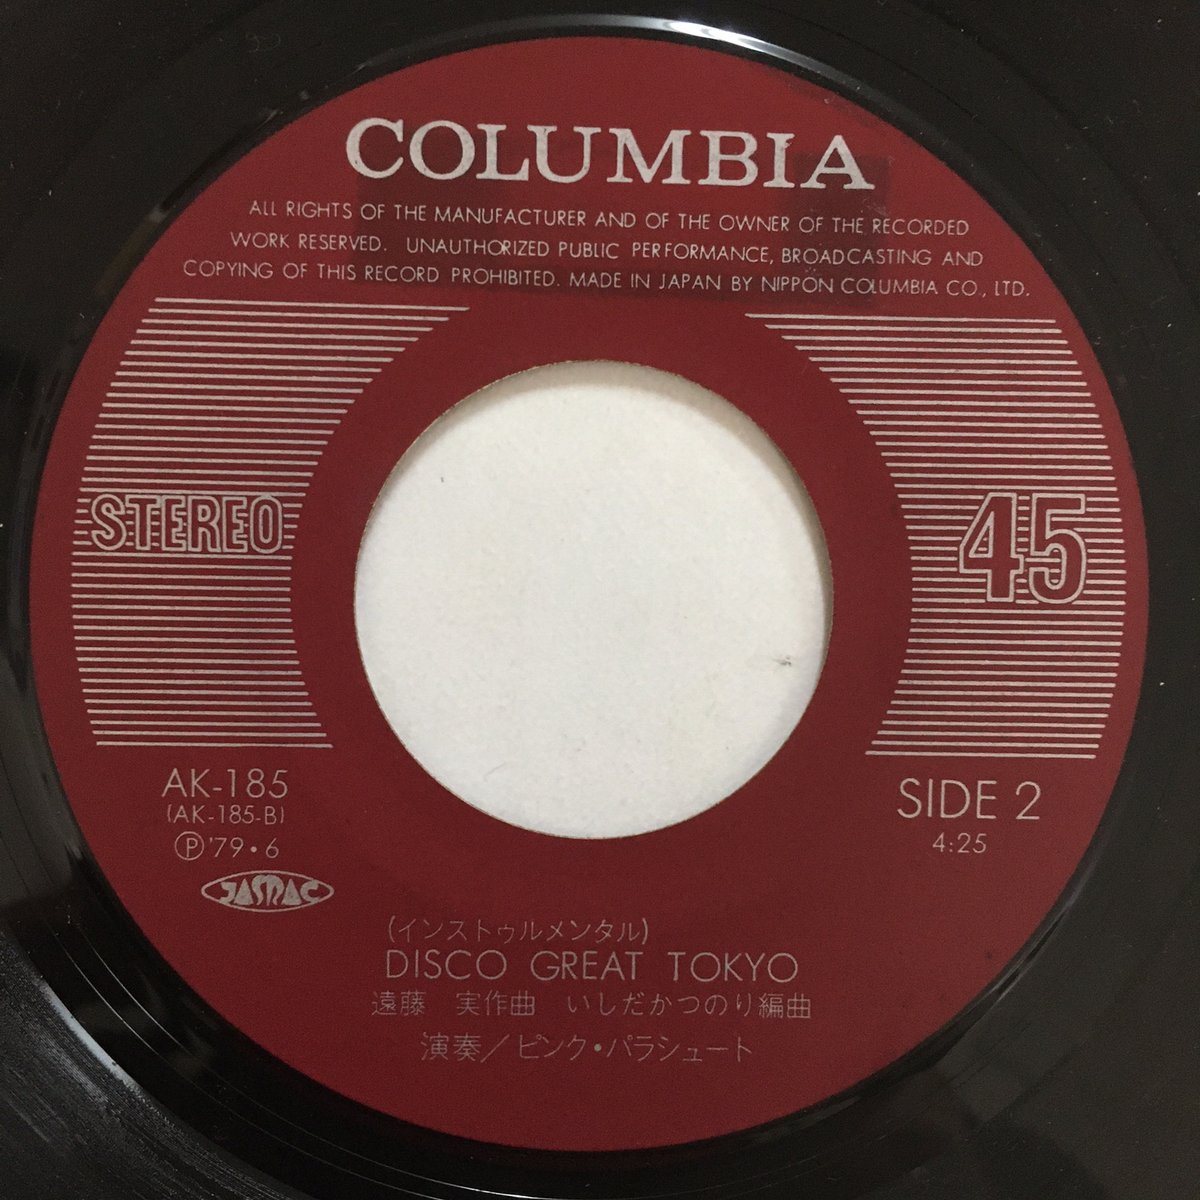 COLUMBIA
ALL RIGHTS OF THE MANUFACTURER AND OF THE OWNER OF THE RECORDED
WORK RESERVED. UNAUTHORIZED PUBLIC PERFORMANCE, BROADCASTING AND
COPYING OF THIS RECORD PROHIBITED. MADE IN JAPAN BY NIPPON COLUMBIA CO., LTD.
STEREO
45
AK-185
(AK-185-B)
Ⓟ'79・6
JASRAC
SIDE 2
4:25
(インストゥルメンタル)
DISCO GREAT TOKYO
遠藤 実作曲 いしだかつのり編曲
演奏/ピンク・パラシュート